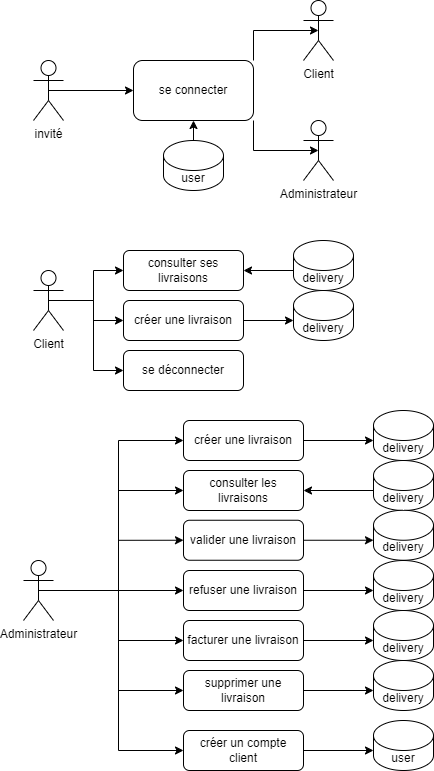 Client
se connecter
invité
user
Administrateur
consulter ses
livraisons
delivery
Client
créer une livraison
delivery
se déconnecter
créer une livraison
delivery
consulter les
livraisons
delivery
valider une livraison
delivery
refuser une livraison
delivery
Administrateur
facturer une livraison
delivery
supprimer une
livraison
delivery
créer un compte
client
user